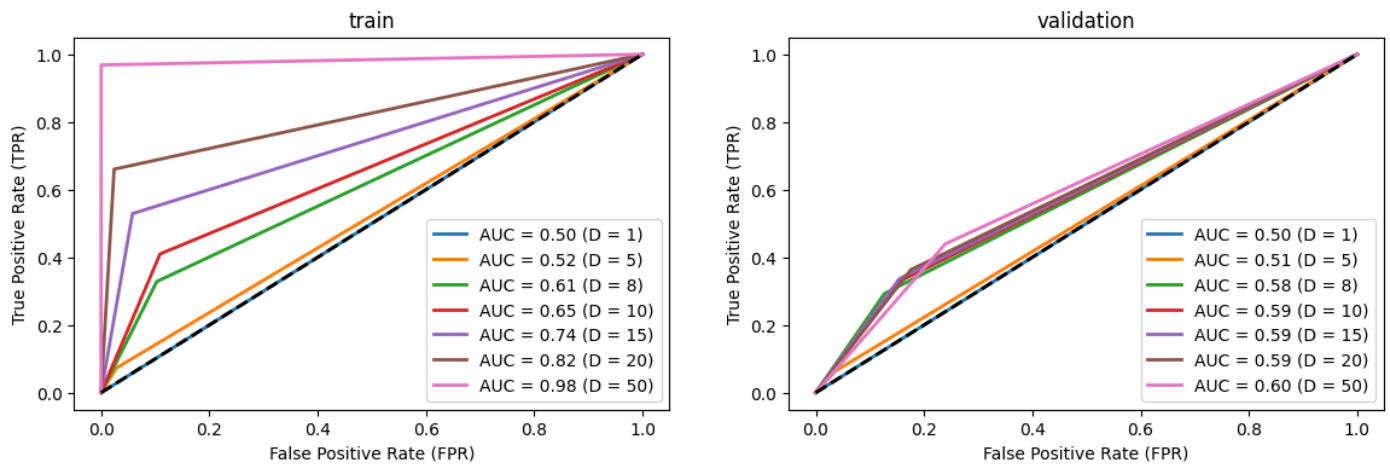 train
True Positive Rate (TPR)
1.0
0.8
0.6
0.4
0.2
0.0
AUC = 0.50 (D = 1)
AUC = 0.52 (D = 5)
AUC = 0.61 (D = 8)
AUC = 0.65 (D = 10)
AUC = 0.74 (D = 15)
AUC = 0.82 (D = 20)
AUC = 0.98 (D = 50)
0.0 0.2 0.4 0.6 0.8 1.0
False Positive Rate (FPR)
validation
True Positive Rate (TPR)
1.0
0.8
0.6
0.4
0.2
0.0
AUC = 0.50 (D = 1)
AUC = 0.51 (D = 5)
AUC = 0.58 (D = 8)
AUC = 0.59 (D = 10)
AUC = 0.59 (D = 15)
AUC = 0.59 (D = 20)
AUC = 0.60 (D = 50)
0.0 0.2 0.4 0.6 0.8 1.0
False Positive Rate (FPR)